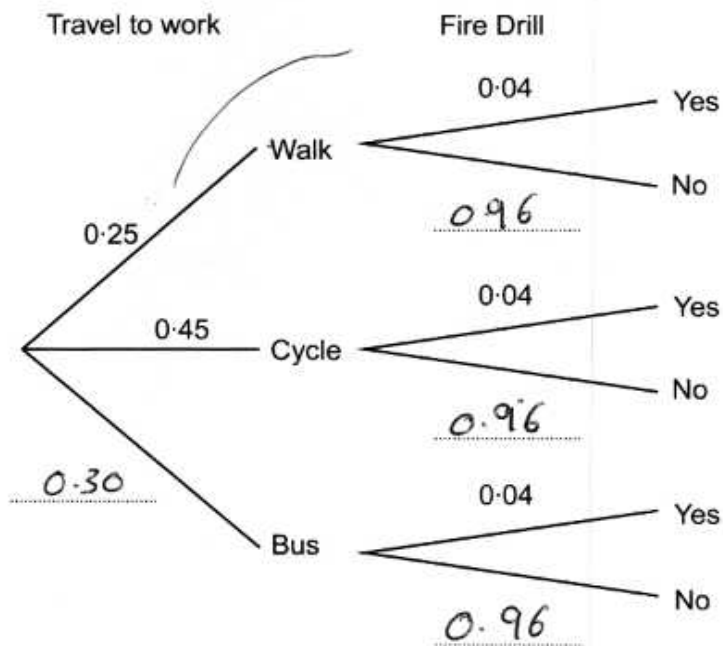 Travel to work Fire Drill
0·04 Yes
Walk
No
0.96
0·25
0·04 Yes
0·45 Cycle
No
0.96
0.30
0·04 Yes
Bus
No
0.96